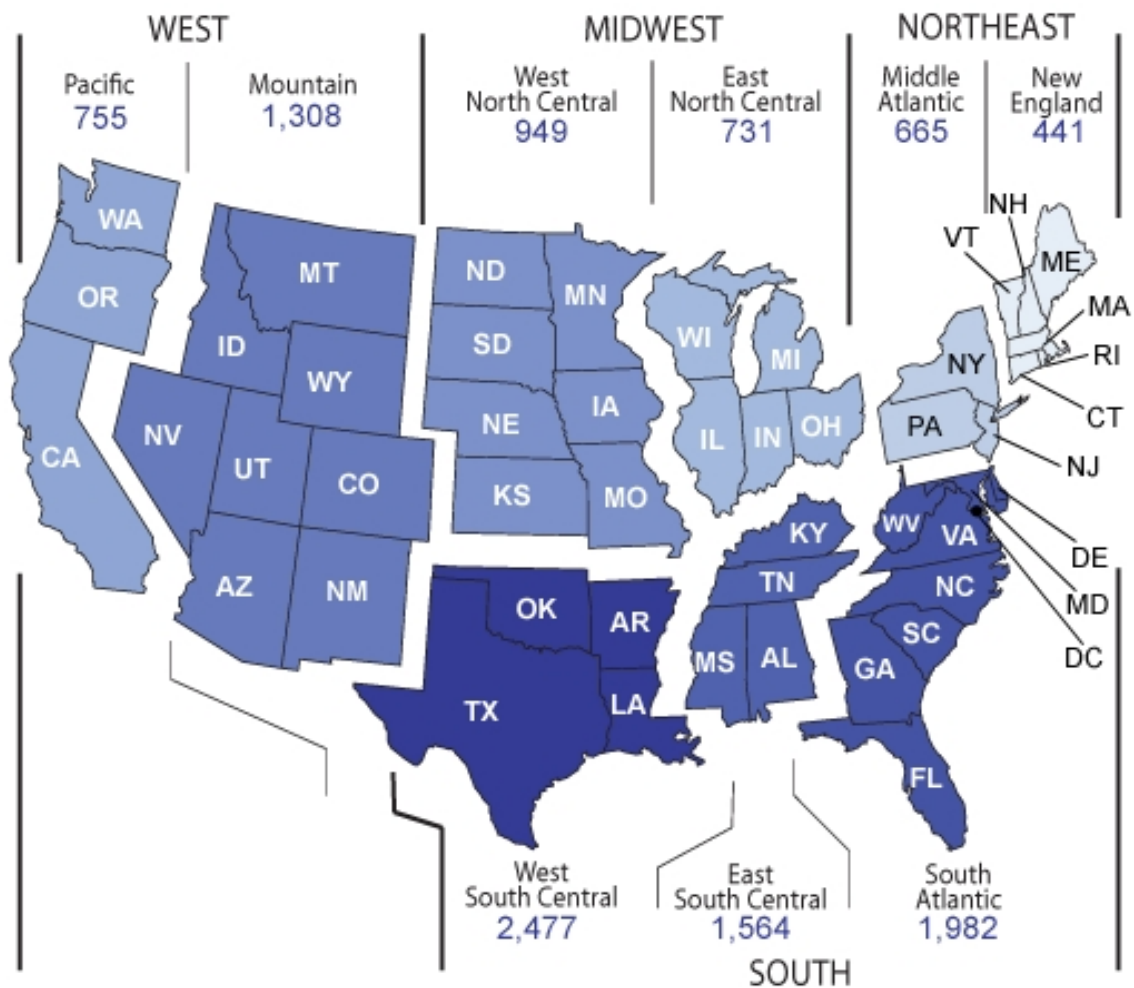 WEST
MIDWEST
NORTHEAST
Pacific
755
Mountain
1,308
West
North Central
949
East
North Central
731
Middle
Atlantic
665
New
England
441
WA
OR
CA
MT
ID
WY
NV
UT
CO
AZ
NM
ND
SD
NE
KS
MN
IA
MO
WI
MI
IL
IN
OH
NH
VT
ME
MA
RI
CT
NY
PA
NJ
OK
AR
TX
LA
KY
TN
MS
AL
WV
VA
NC
SC
GA
FL
DE
MD
DC
West
South Central
2,477
East
South Central
1,564
South
Atlantic
1,982
SOUTH